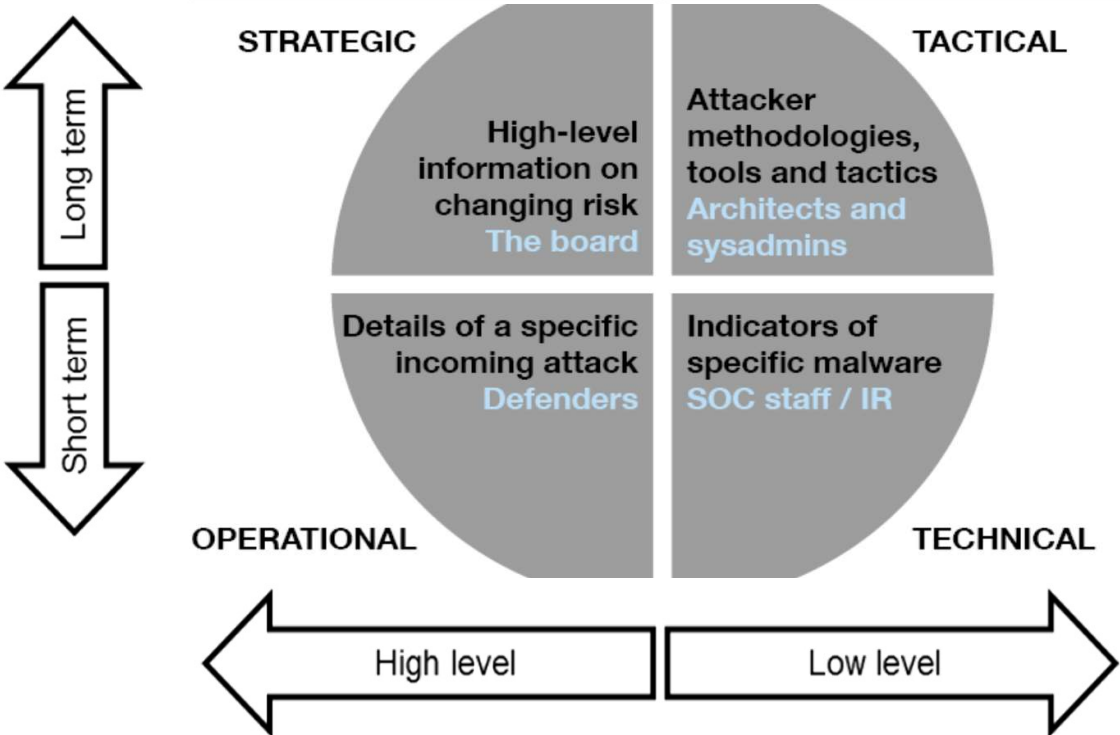 STRATEGIC
TACTICAL
Long term
High-level
information on
changing risk
The board
Attacker
methodologies,
tools and tactics
Architects and
sysadmins
Short term
Details of a specific
incoming attack
Defenders
Indicators of
specific malware
SOC staff / IR
OPERATIONAL
TECHNICAL
High level
Low level